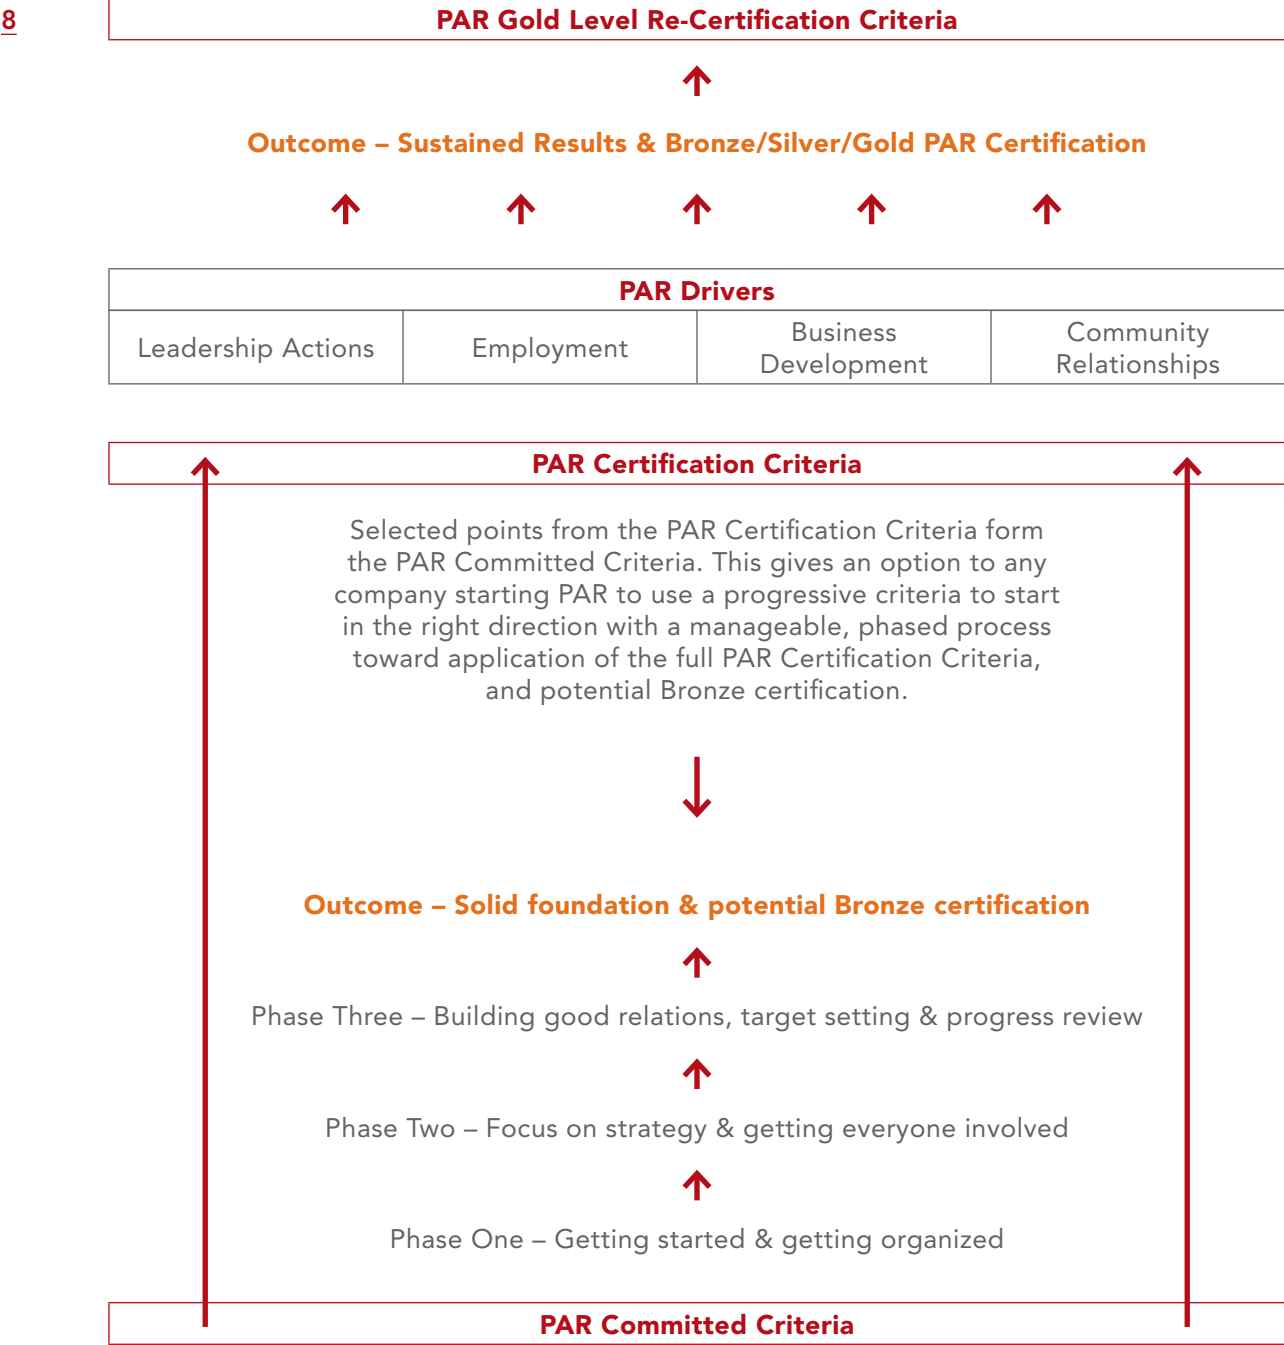 8
PAR Gold Level Re-Certification Criteria
Outcome – Sustained Results & Bronze/Silver/Gold PAR Certification
PAR Drivers
Leadership Actions
Employment
Business
Development
Community
Relationships
PAR Certification Criteria
Selected points from the PAR Certification Criteria form
the PAR Committed Criteria. This gives an option to any
company starting PAR to use a progressive criteria to start
in the right direction with a manageable, phased process
toward application of the full PAR Certification Criteria,
and potential Bronze certification.
Outcome – Solid foundation & potential Bronze certification
Phase Three – Building good relations, target setting & progress review
Phase Two – Focus on strategy & getting everyone involved
Phase One – Getting started & getting organized
PAR Committed Criteria